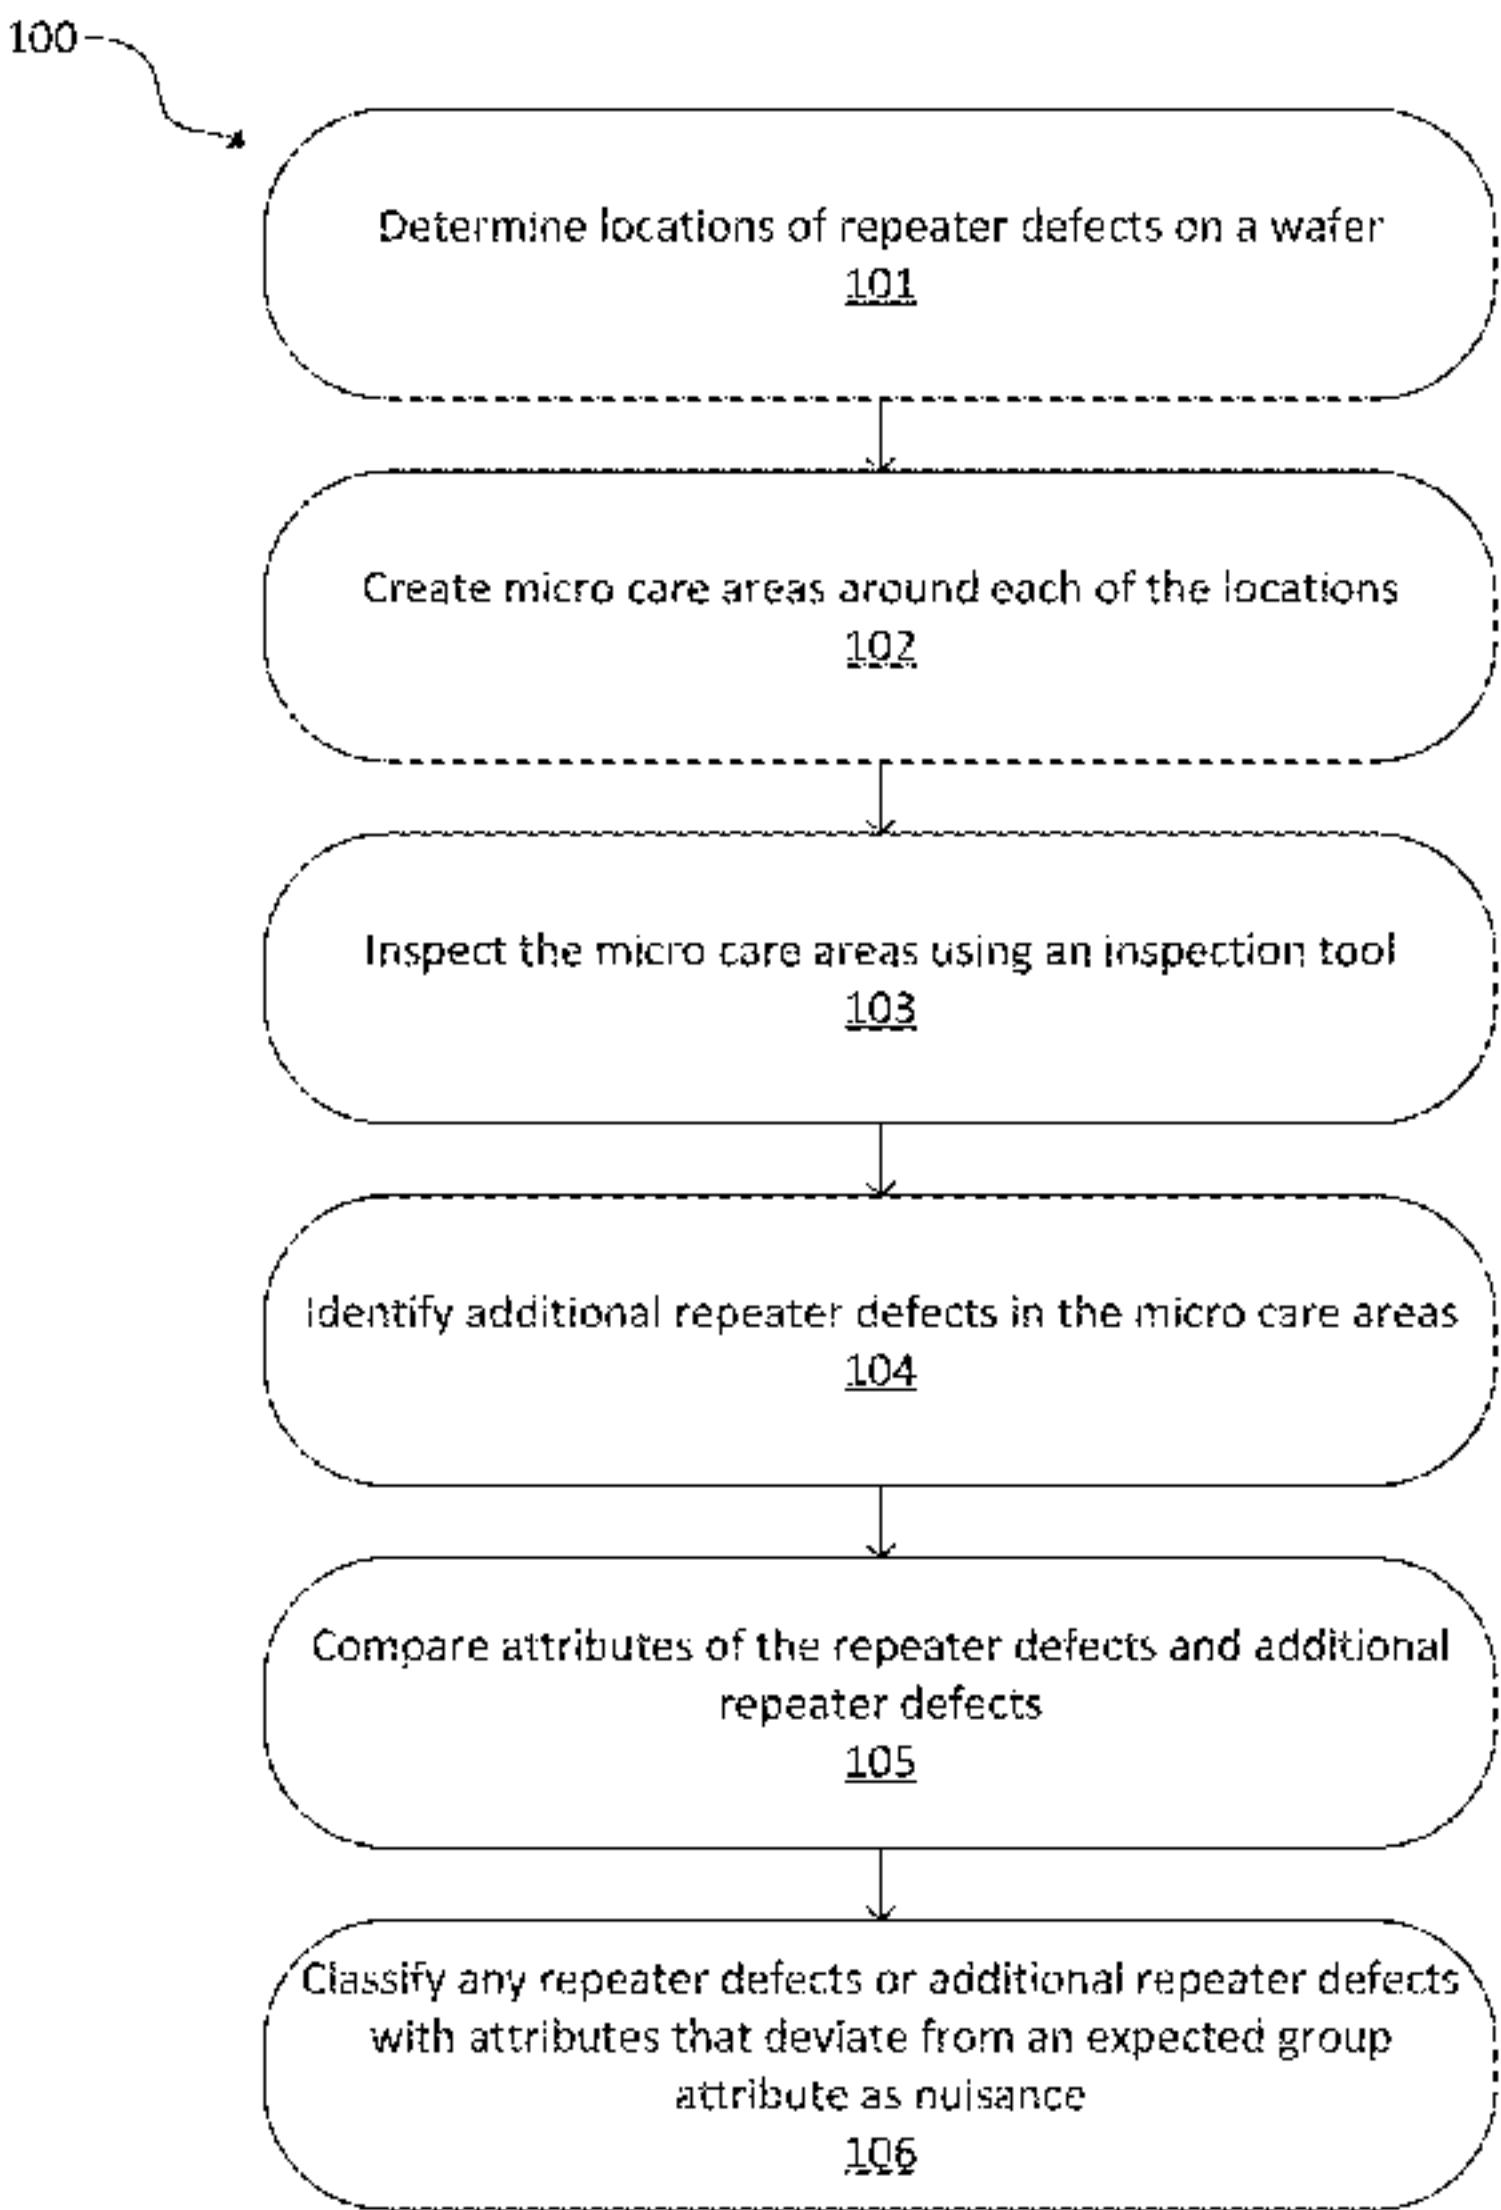 100
Determine locations of repeater defects on a wafer
101
Create micro care areas around each of the locations
102
Inspect the micro care areas using an inspection tool
103
Identify additional repeater defects in the micro care areas
104
Compare attributes of the repeater defects and additional
repeater defects
105
Classify any repeater defects or additional repeater defects
with attributes that deviate from an expected group
attribute as nuisance
106